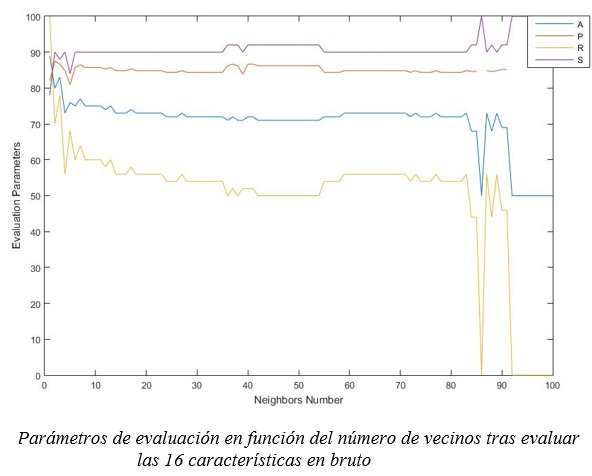 100
90
80
70
60
50
40
30
20
10
0
0 10 20 30 40 50 60 70 80 90 100
Evaluation Parameters
Neighbors Number
A
P
R
S
Parámetros de evaluación en función del número de vecinos tras evaluar
las 16 características en bruto